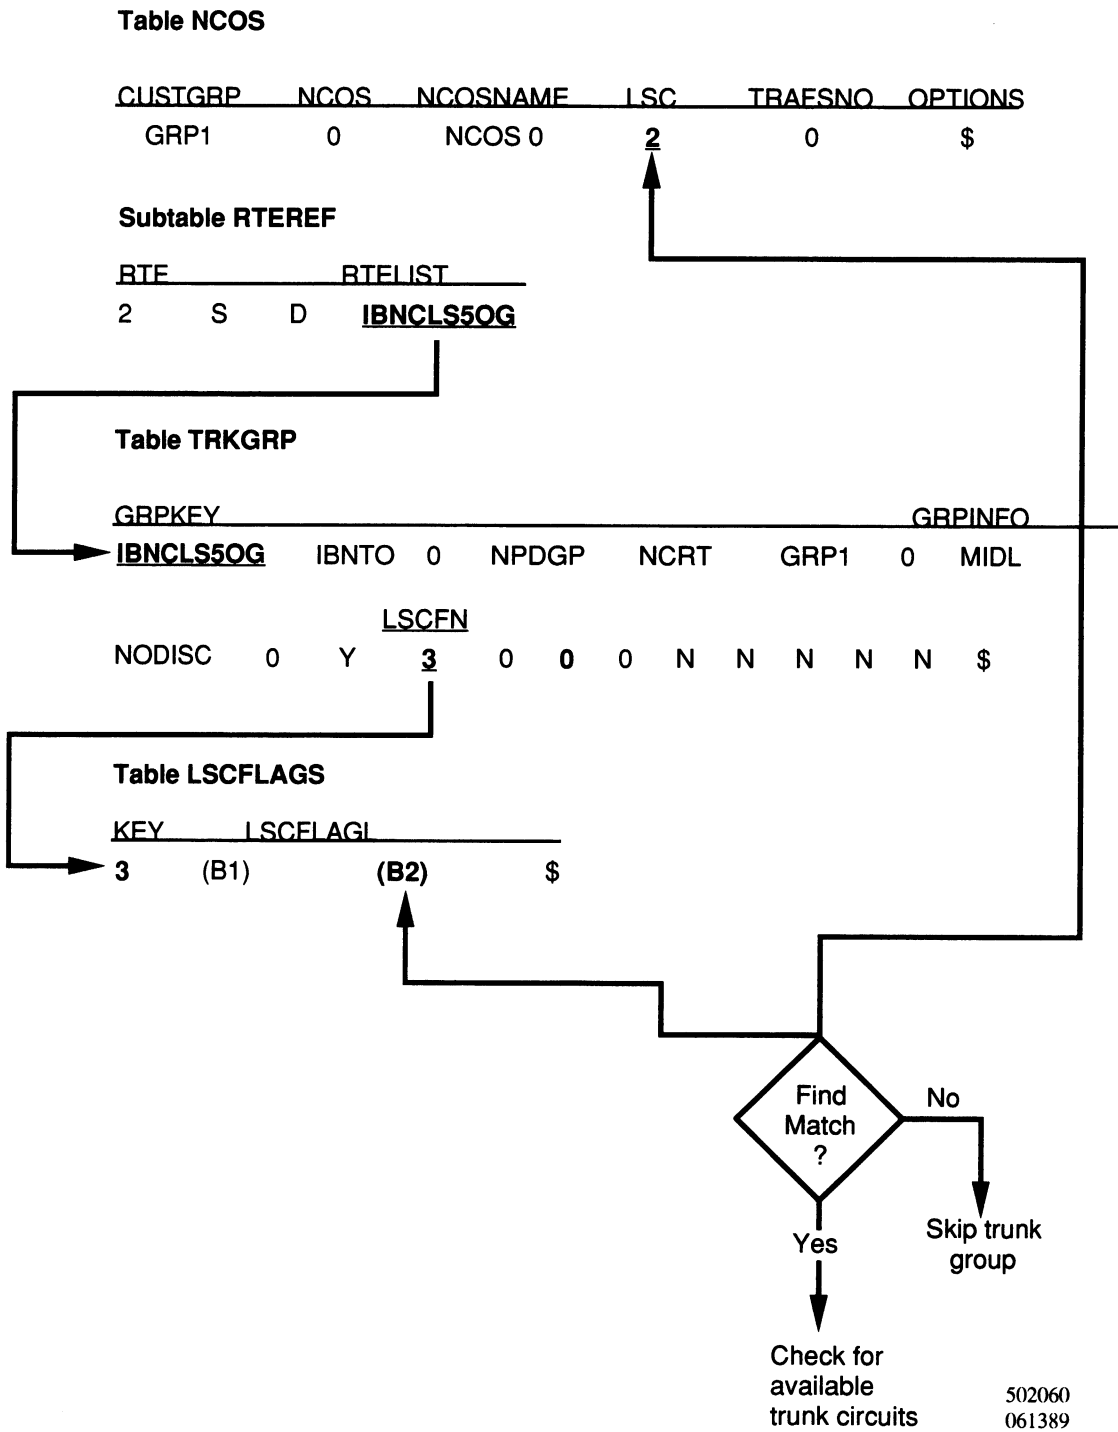 Table NCOS
CUSTGRP NCOS NCOSNAME LSC TRAFSNO OPTIONS
GRP1 0 NCOS 0 2 0 $
Subtable RTEREF
RTE RTELIST
2 S D IBNCLS5OG
Table TRKGRP
GRPKEY GRPINFO
IBNCLS5OG IBNTO 0 NPDGP NCRT GRP1 0 MIDL
LSCFN
NODISC 0 Y 3 0 0 0 N N N N N $
Table LSCFLAGS
KEY LSCFLAGL
3 (B1) (B2) $
Find
Match
?
No
Yes
Skip trunk
group
Check for
available
trunk circuits
502060
061389